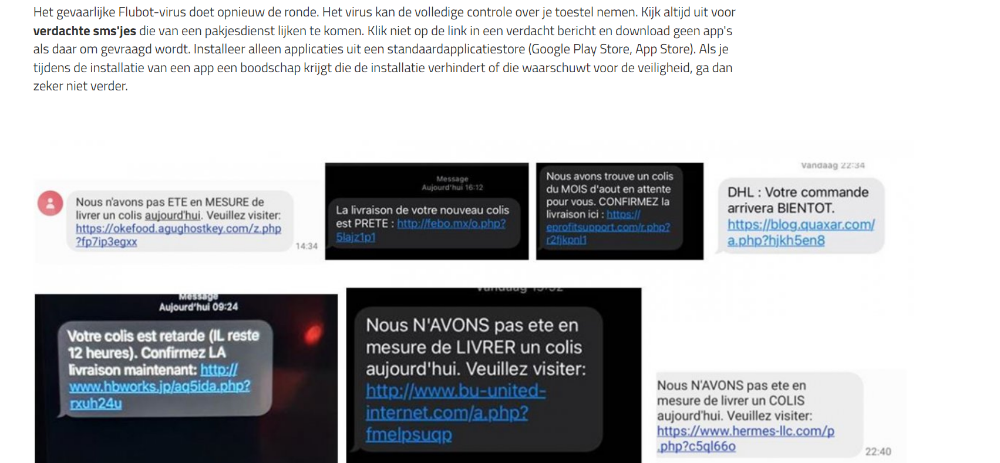 Het gevaarlijke Flubot-virus doet opnieuw de ronde. Het virus kan de volledige controle over je toestel nemen. Kijk altijd uit voor
verdachte sms'jes die van een pakjesdienst lijken te komen. Klik niet op de link in een verdacht bericht en download geen app's
als daar om gevraagd wordt. Installeer alleen applicaties uit een standaardapplicatiestore (Google Play Store, App Store). Als je
tijdens de installatie van een app een boodschap krijgt die de installatie verhindert of die waarschuwt voor de veiligheid, ga dan
zeker niet verder.
Nous n'avons pas ETE en MESURE de
livrer un colis aujourd'hui. Veuillez visiter:
https://okefood.agughostkey.com/z.php
?fp7ip3egxx
14:34
Message
Aujourd'hui 16:12
La livraison de votre nouveau colis
est PRETE : http://febo.mx/o.php?
5lajz1p1
Nous avons trouve un colis
du MOIS d'aout en attente
pour vous. CONFIRMEZ la
livraison ici : https://
eprofitsupport.com/r.php?
r2fjkpnl1
Vandaag 22:34
DHL : Votre commande
arrivera BIENTOT.
https://blog.quaxar.com/
a.php?hjkh5en8
Message
Aujourd'hui 09:24
Votre colis est retarde (IL reste
12 heures). Confirmez LA
livraison maintenant: http://
www.hbworks.jp/aq5ida.php?
rxuh24u
Nous N'AVONS pas ete en
mesure de LIVRER un colis
aujourd'hui. Veuillez visiter:
http://www.bu-united-
internet.com/a.php?
fmelpsuqp
Nous N'AVONS pas ete en
mesure de livrer un COLIS
aujourd'hui. Veuillez visiter:
https://www.hermes-llc.com/p
.php?c5ql66o
22:40